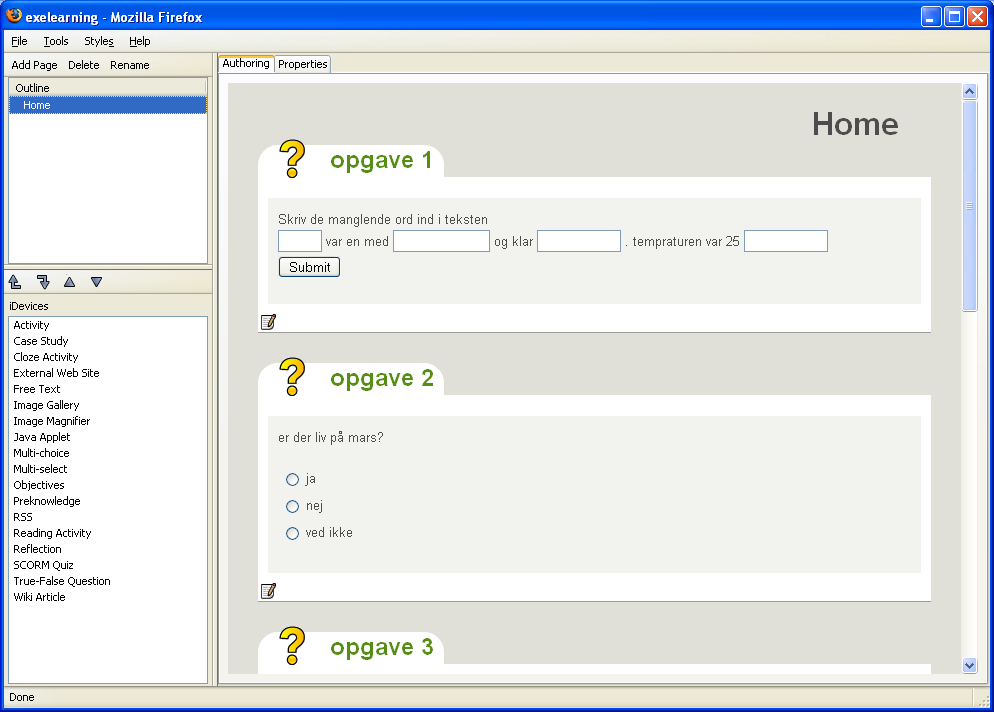 exelearning - Mozilla Firefox
File Tools Styles Help
Add Page Delete Rename
Outline
Home
iDevices
Activity
Case Study
Cloze Activity
External Web Site
Free Text
Image Gallery
Image Magnifier
Java Applet
Multi-choice
Multi-select
Objectives
Preknowledge
RSS
Reading Activity
Reflection
SCORM Quiz
True-False Question
Wiki Article
Authoring Properties
Home
opgave 1
Skriv de manglende ord ind i teksten
var en med og klar . tempraturen var 25
Submit
opgave 2
er der liv på mars?
ja
nej
ved ikke
opgave 3
Done